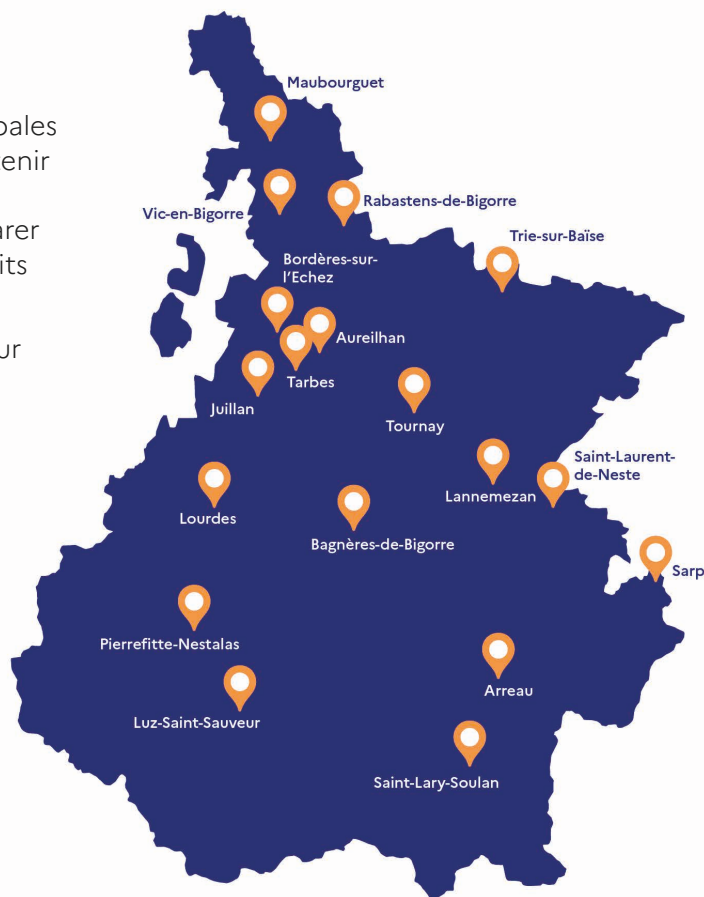 pales
tenir
arer
its
ur
Maubourguet
Vic-en-Bigorre
Rabastens-de-Bigorre
Trie-sur-Baïse
Bordères-sur-
l'Echez
Aureilhan
Tarbes
Juillan
Tournay
Saint-Laurent-
de-Neste
Lannemezan
Lourdes
Bagnères-de-Bigorre
Sarp
Pierrefitte-Nestalas
Arreau
Luz-Saint-Sauveur
Saint-Lary-Soulan